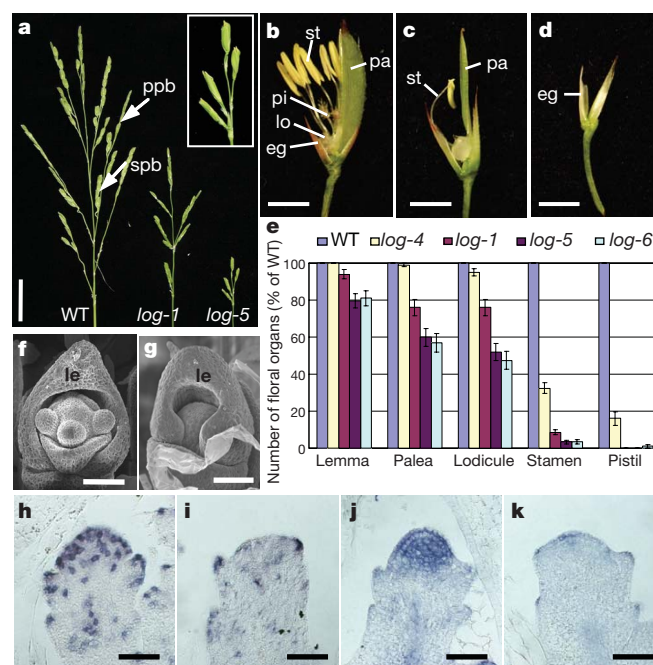 a
ppb
spb
WT
log-1
log-5
b
st
pa
pi
lo
eg
c
st
pa
d
eg
e
WT log-4 log-1 log-5 log-6
Number of floral organs (% of WT)
100
80
60
40
20
0
Lemma Palea Lodicule Stamen Pistil
f
le
g
le
h
i
j
k